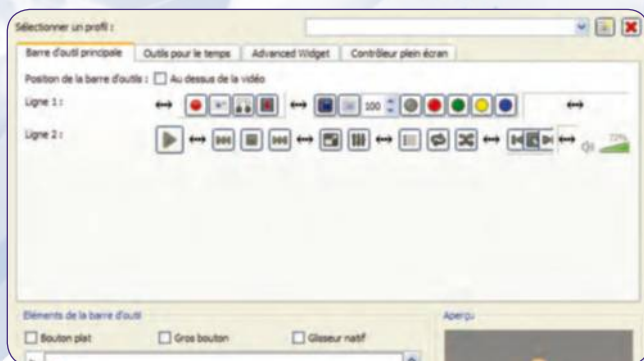 Sélectionner un profil :
Barre d'outil principale Outils pour le temps Advanced Widget Contrôleur plein écran
Position de la barre d'outils : Au dessus de la vidéo
Ligne 1 : 100
Ligne 2 : 72%
Eléments de la barre d'outil Aperçu
Bouton plat Gros bouton Glisseur natif